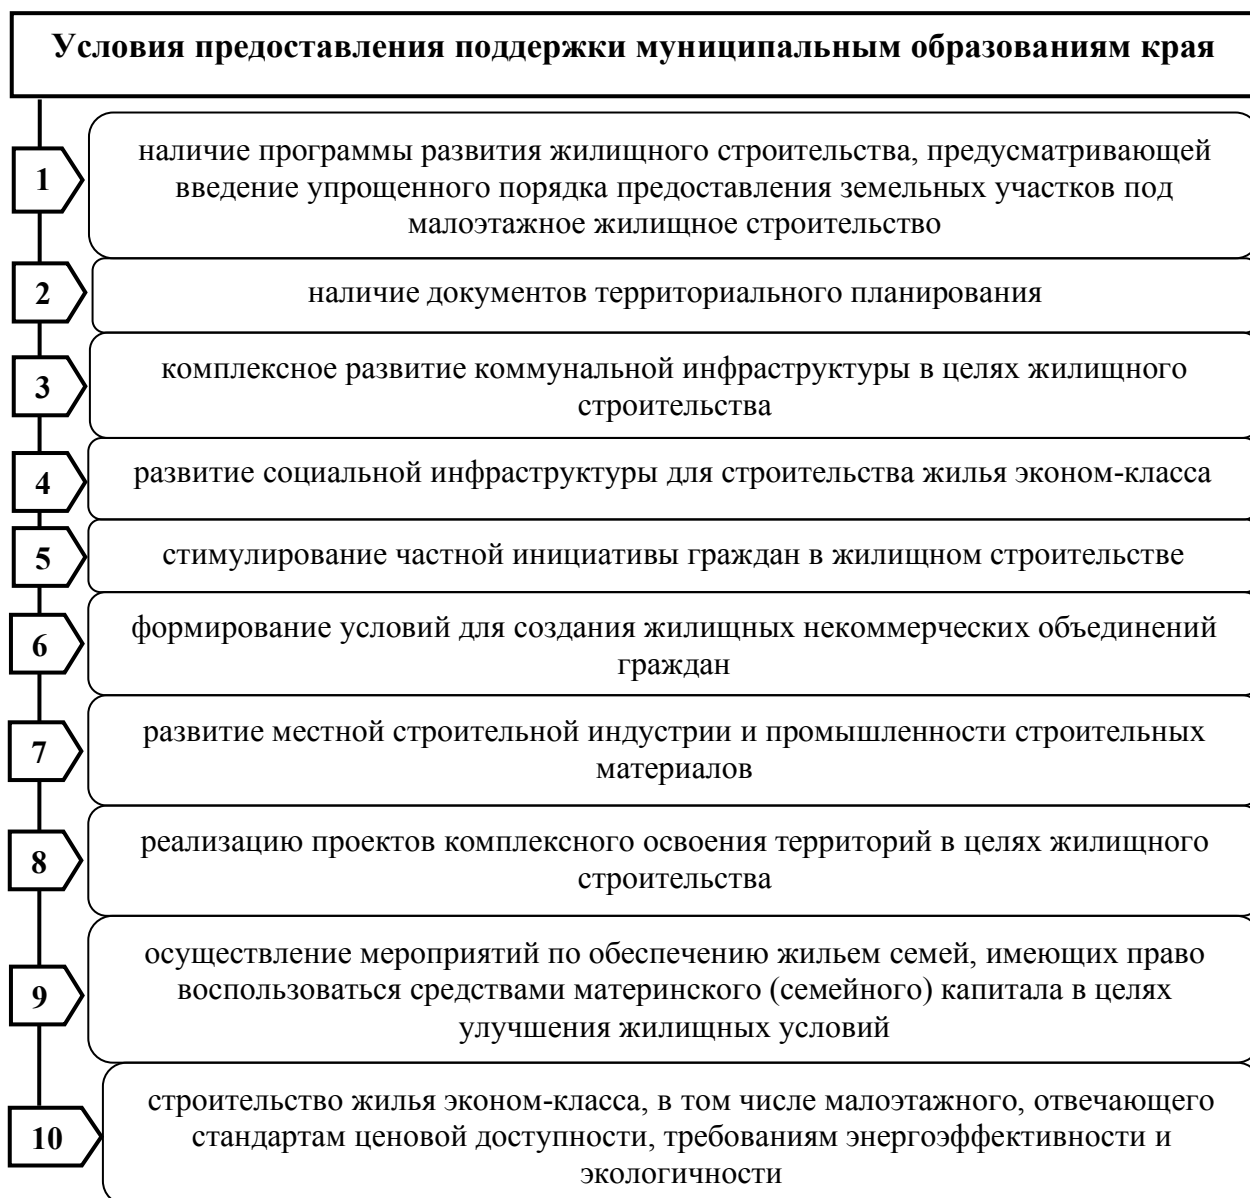 Условия предоставления поддержки муниципальным образованиям края
1
наличие программы развития жилищного строительства, предусматривающей
введение упрощенного порядка предоставления земельных участков под
малоэтажное жилищное строительство
2
наличие документов территориального планирования
3
комплексное развитие коммунальной инфраструктуры в целях жилищного
строительства
4
развитие социальной инфраструктуры для строительства жилья эконом-класса
5
стимулирование частной инициативы граждан в жилищном строительстве
6
формирование условий для создания жилищных некоммерческих объединений
граждан
7
развитие местной строительной индустрии и промышленности строительных
материалов
8
реализацию проектов комплексного освоения территорий в целях жилищного
строительства
9
осуществление мероприятий по обеспечению жильем семей, имеющих право
воспользоваться средствами материнского (семейного) капитала в целях
улучшения жилищных условий
10
строительство жилья эконом-класса, в том числе малоэтажного, отвечающего
стандартам ценовой доступности, требованиям энергоэффективности и
экологичности